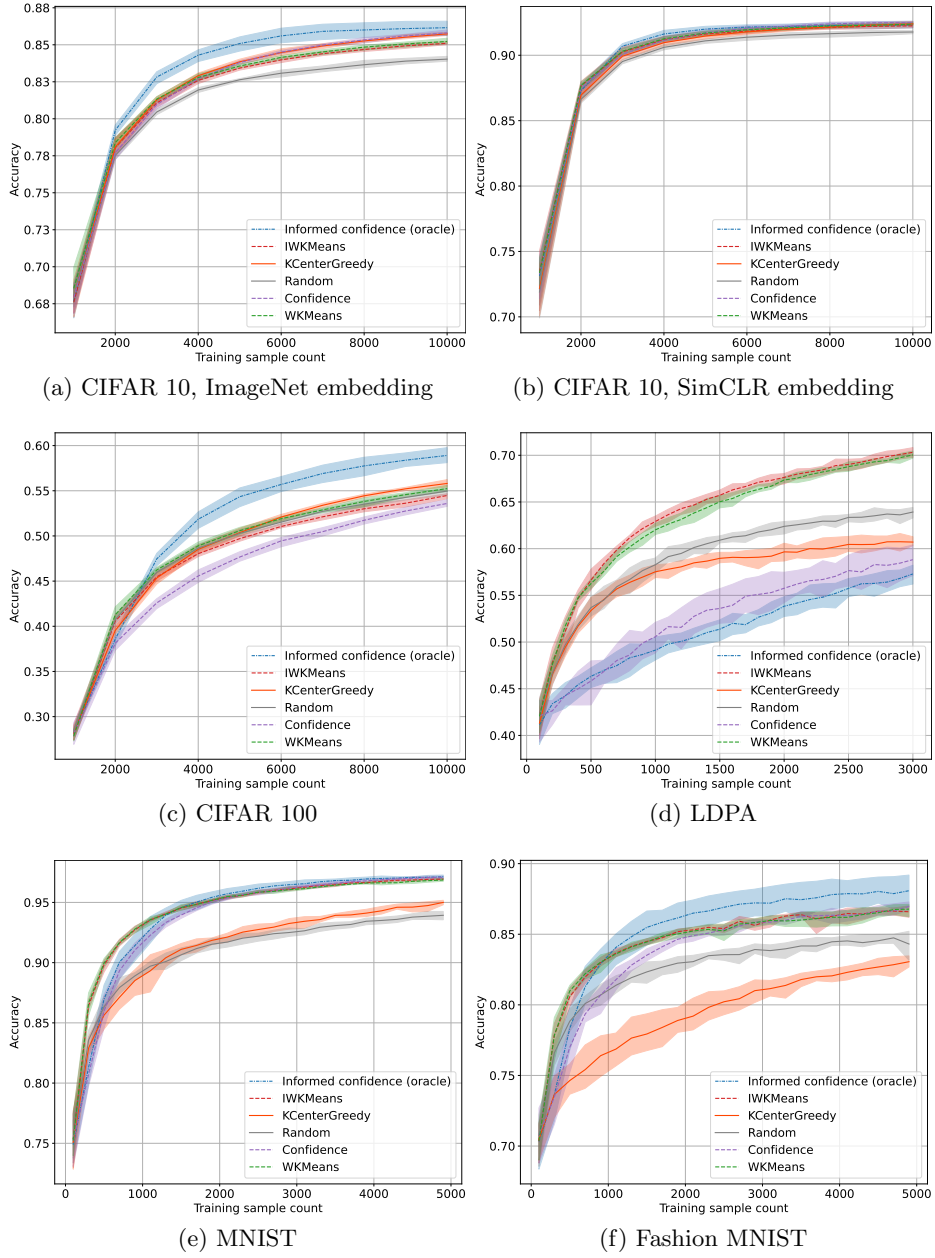 0.88
0.85
0.83
0.80
0.78
0.75
0.73
0.70
0.68
Accuracy
Informed confidence (oracle)
IWKMeans
KCenterGreedy
Random
Confidence
WKMeans
2000 4000 6000 8000 10000
Training sample count
(a) CIFAR 10, ImageNet embedding
0.90
0.85
0.80
0.75
0.70
Accuracy
Informed confidence (oracle)
IWKMeans
KCenterGreedy
Random
Confidence
WKMeans
2000 4000 6000 8000 10000
Training sample count
(b) CIFAR 10, SimCLR embedding
0.60
0.55
0.50
0.45
0.40
0.35
0.30
Accuracy
Informed confidence (oracle)
IWKMeans
KCenterGreedy
Random
Confidence
WKMeans
2000 4000 6000 8000 10000
Training sample count
(c) CIFAR 100
0.70
0.65
0.60
0.55
0.50
0.45
0.40
Accuracy
Informed confidence (oracle)
IWKMeans
KCenterGreedy
Random
Confidence
WKMeans
0 500 1000 1500 2000 2500 3000
Training sample count
(d) LDPA
0.95
0.90
0.85
0.80
0.75
Accuracy
Informed confidence (oracle)
IWKMeans
KCenterGreedy
Random
Confidence
WKMeans
0 1000 2000 3000 4000 5000
Training sample count
(e) MNIST
0.90
0.85
0.80
0.75
0.70
Accuracy
Informed confidence (oracle)
IWKMeans
KCenterGreedy
Random
Confidence
WKMeans
0 1000 2000 3000 4000 5000
Training sample count
(f) Fashion MNIST